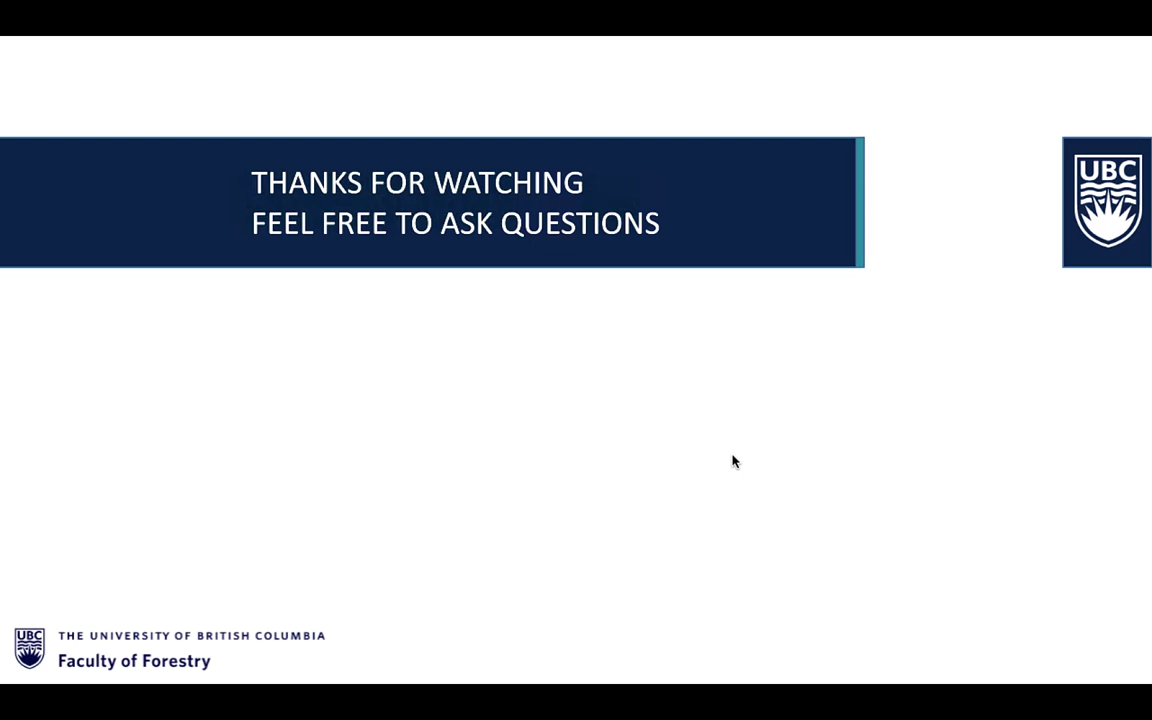 THANKS FOR WATCHING
FEEL FREE TO ASK QUESTIONS
UBC
UBC
THE UNIVERSITY OF BRITISH COLUMBIA
Faculty of Forestry